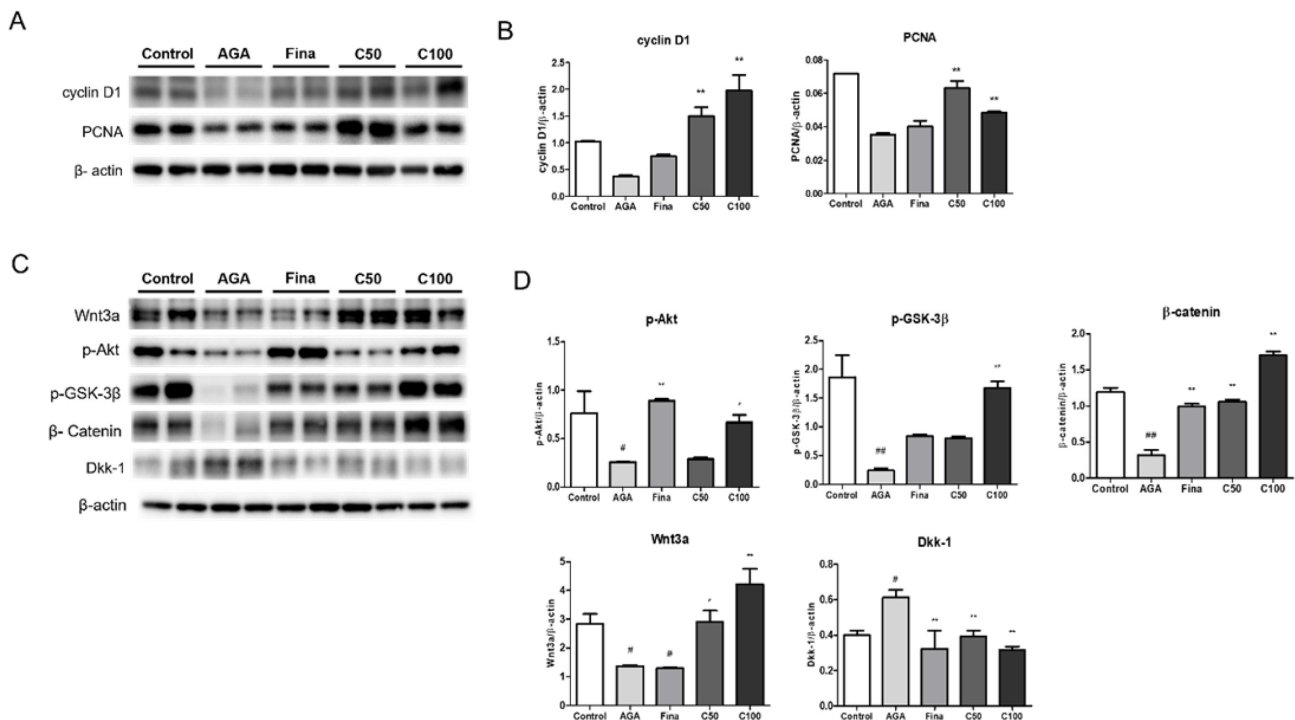 A
Control AGA Fina C50 C100
cyclin D1
PCNA
β- actin
B
cyclin D1
cyclin D1/β-actin
2.5
2.0
1.5
1.0
0.5
0.0
** **
Control AGA Fina C50 C100
PCNA
PCNA/β-actin
0.08
0.06
0.04
0.02
0.00
** **
Control AGA Fina C50 C100
C
Control AGA Fina C50 C100
Wnt3a
p-Akt
p-GSK-3β
β- Catenin
Dkk-1
β-actin
D
p-Akt
p-Akt/β-actin
1.5
1.0
0.5
0.0
# **
Control AGA Fina C50 C100
p-GSK-3β
p-GSK-3β/β-actin
2.5
2.0
1.5
1.0
0.5
0.0
##
Control AGA Fina C50 C100
β-catenin
β-catenin/β-actin
2.0
1.5
1.0
0.5
0.0
## ** ** **
Control AGA Fina C50 C100
Wnt3a
Wnt3a/β-actin
5
4
3
2
1
0
# # **
Control AGA Fina C50 C100
Dkk-1
Dkk-1/β-actin
0.8
0.6
0.4
0.2
0.0
# ** ** **
Control AGA Fina C50 C100